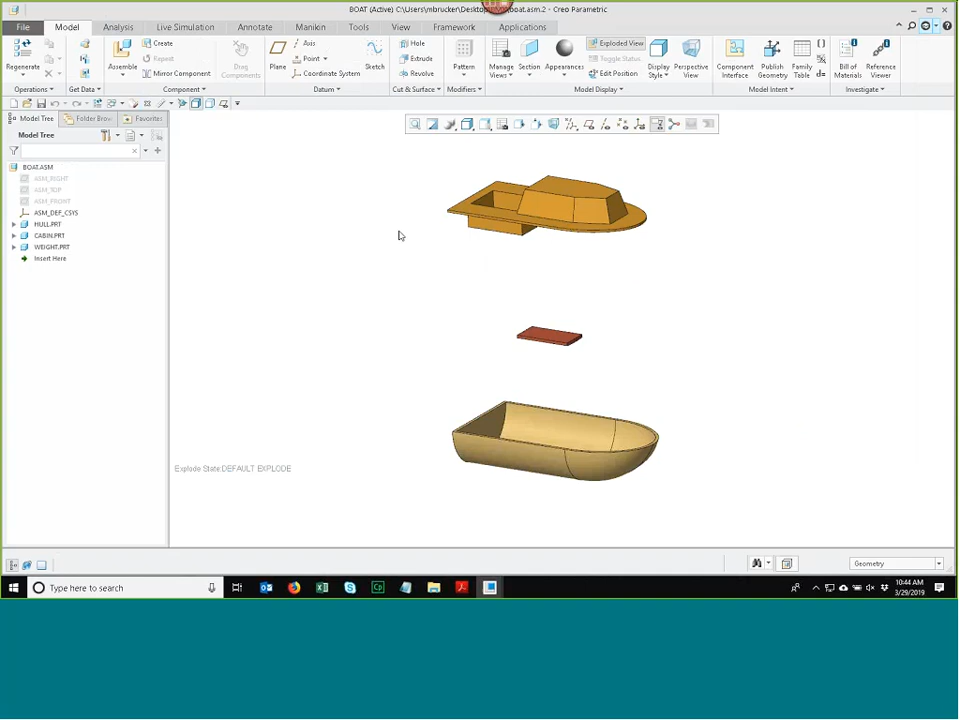 BOAT (Active) C:\Users\mbrucker\Desktop
boat.asm.2 - Creo Parametric
File Model Analysis Live Simulation Annotate Manikin Tools View Framework Applications
Regenerate
Operations
Get Data
Assemble
Create
Repeat
Mirror Component
Drag
Components
Component
Plane
Axis
Point
Coordinate System
Sketch
Datum
Hole
Extrude
Revolve
Cut & Surface
Pattern
Modifiers
Manage
Views
Section
Appearances
Exploded View
Toggle Status
Edit Position
Display
Style
Perspective
View
Model Display
Component
Interface
Publish
Geometry
Family
Table
Model Intent
Bill of
Materials
Reference
Viewer
Investigate
Model Tree Folder Brow Favorites
Model Tree
BOAT.ASM
ASM_RIGHT
ASM_TOP
ASM_FRONT
ASM_DEF_CSYS
HULL.PRT
CABIN.PRT
WEIGHT.PRT
Insert Here
Explode State:DEFAULT EXPLODE
Geometry
Type here to search
10:44 AM
3/29/2019